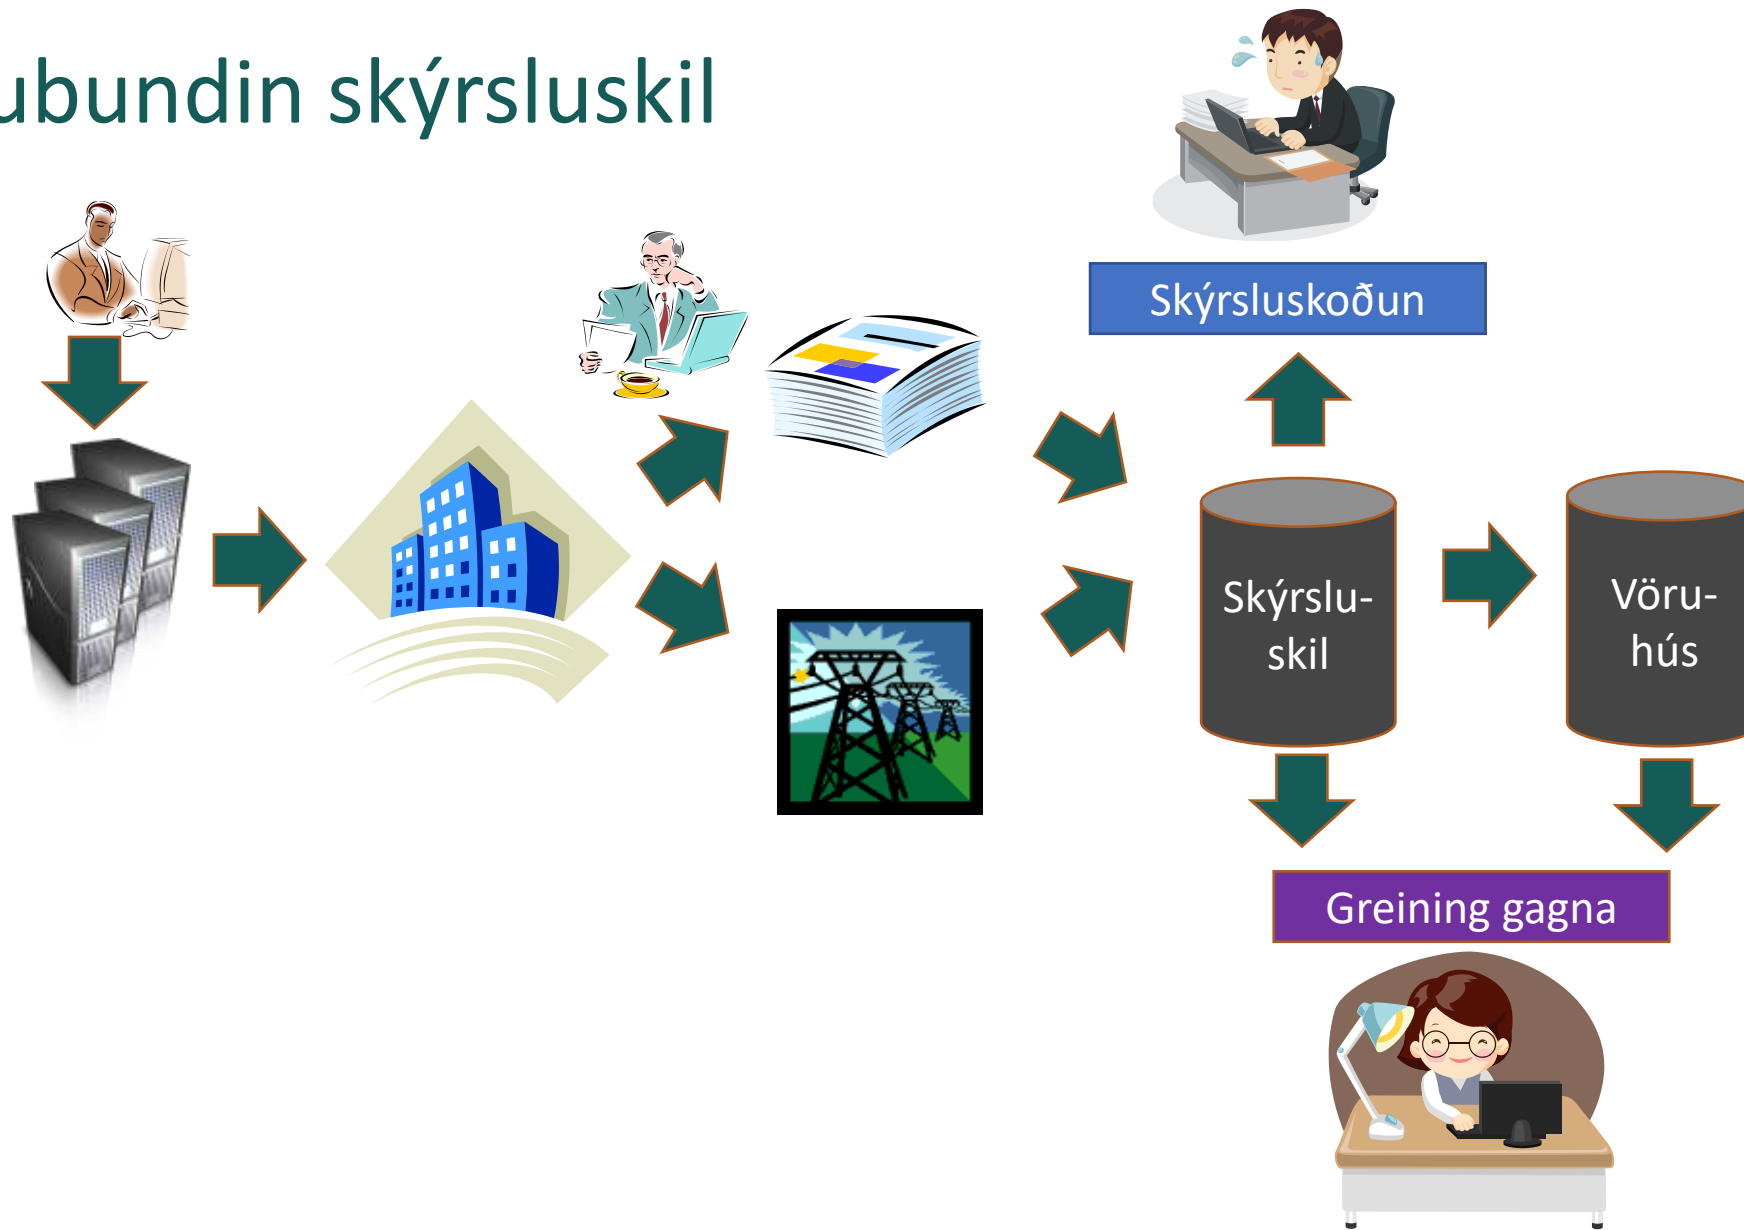 ubundin skýrsluskil
Skýrsluskoðun
Skýrslu-
skil
Vöru-
hús
Greining gagna